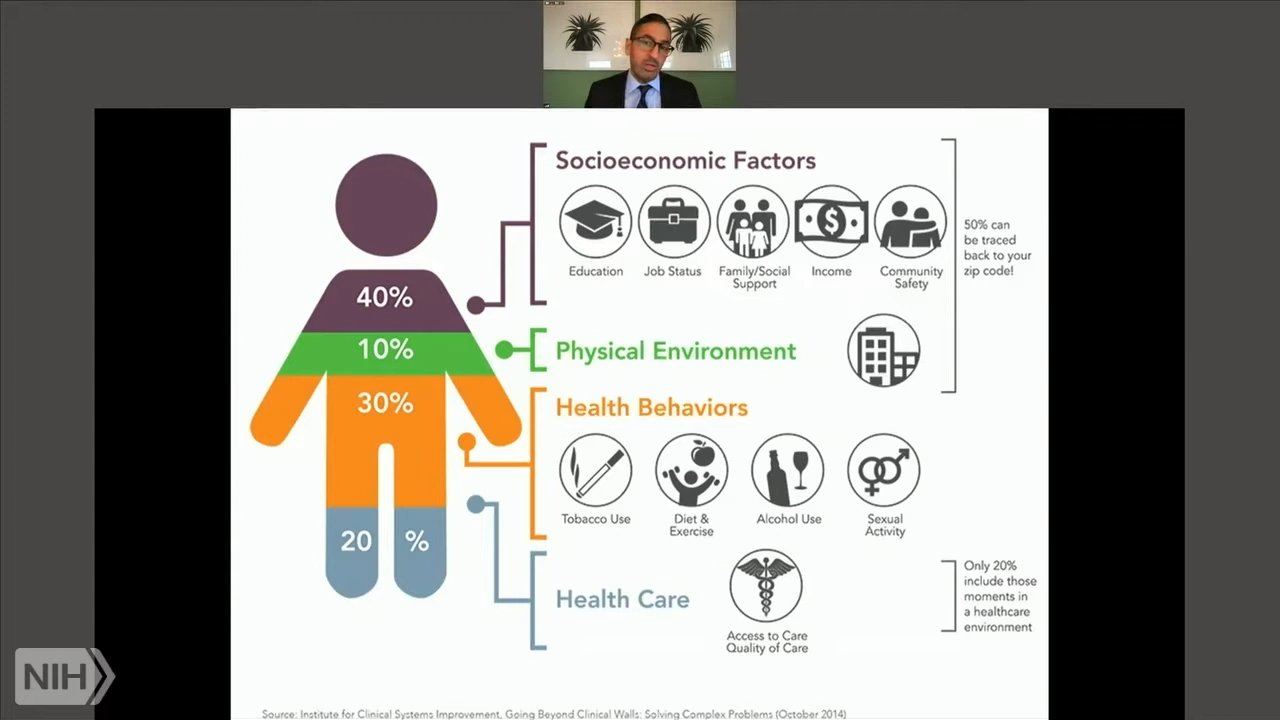 Socioeconomic Factors
Education
Job Status
Family/Social
Support
Income
Community
Safety
50% can
be traced
back to your
zip code!
40%
10%
Physical Environment
30%
Health Behaviors
Tobacco Use
Diet &
Exercise
Alcohol Use
Sexual
Activity
20 %
Health Care
Access to Care
Quality of Care
Only 20%
include those
moments in
a healthcare
environment
NIH
Source: Institute for Clinical Systems Improvement, Going Beyond Clinical Walls: Solving Complex Problems (October 2014)